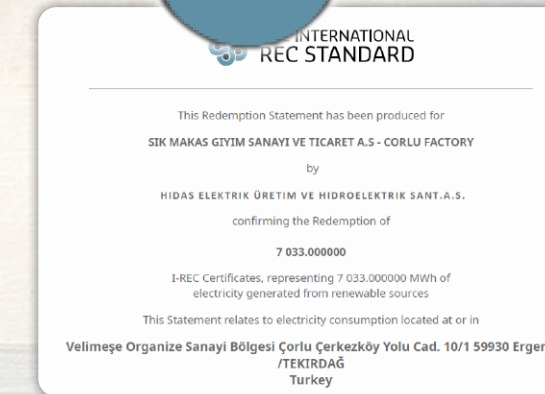 INTERNATIONAL
REC STANDARD
This Redemption Statement has been produced for
SIK MAKAS GIYIM SANAYI VE TICARET A.S - CORLU FACTORY
by
HIDAS ELEKTRIK ÜRETIM VE HIDROELEKTRIK SANT.A.S.
confirming the Redemption of
7 033.000000
I-REC Certificates, representing 7 033.000000 MWh of
electricity generated from renewable sources
This Statement relates to electricity consumption located at or in
Velimeşe Organize Sanayi Bölgesi Çorlu Çerkezköy Yolu Cad. 10/1 59930
/TEKIRDAĞ
Turkey